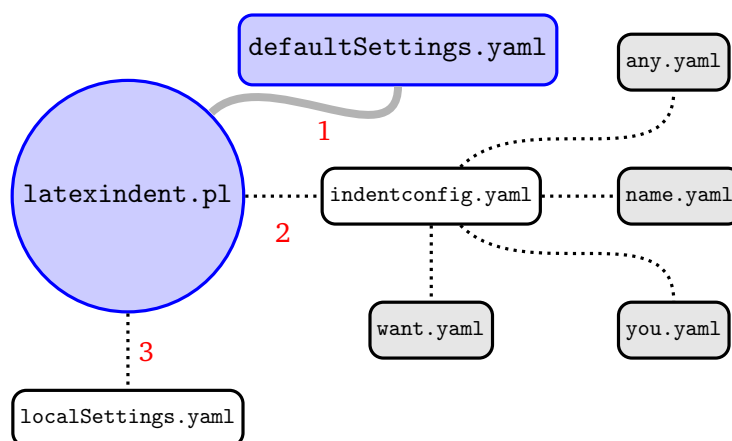 defaultSettings.yaml
any.yaml
1
latexindent.pl
indentconfig.yaml
name.yaml
2
want.yaml
you.yaml
3
localSettings.yaml